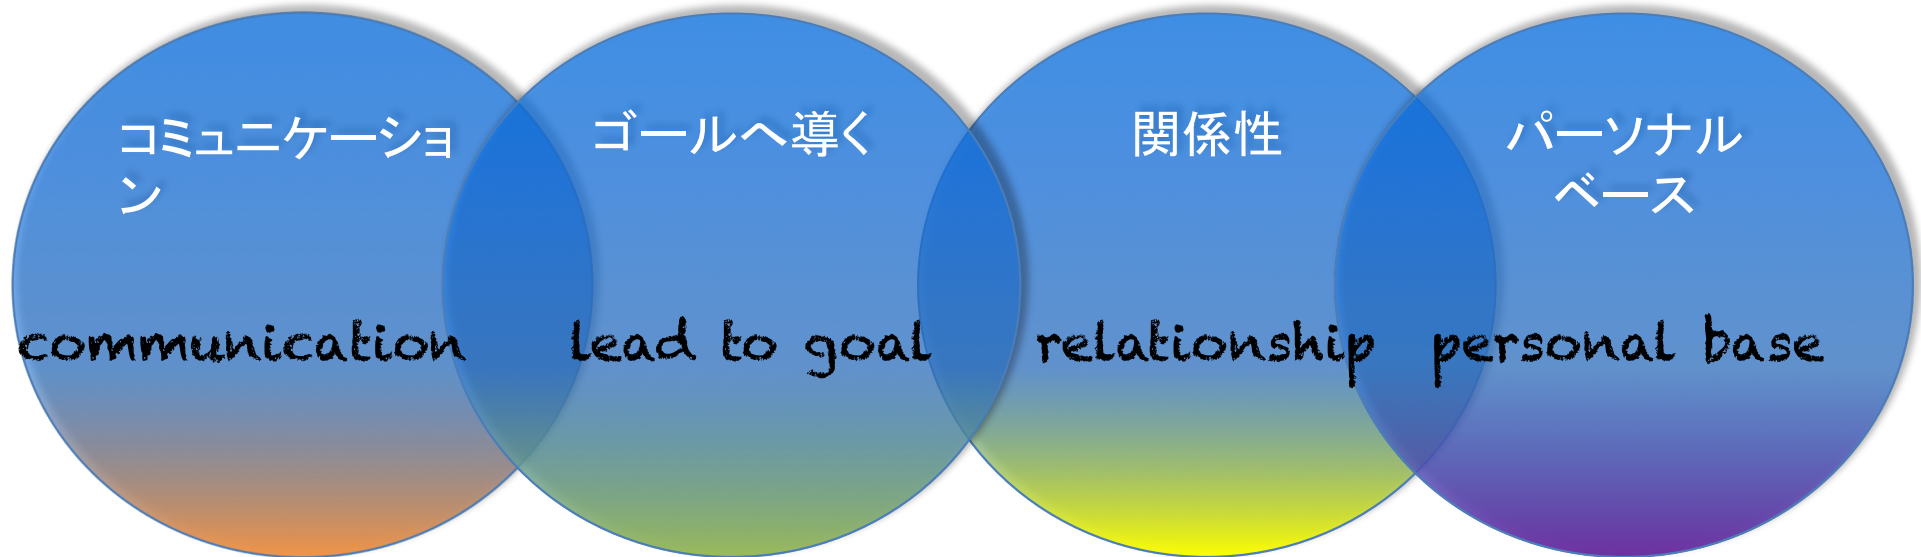 コミュニケーショ
ン
ゴールへ導く
関係性
パーソナル
ベース
communication
lead to goal
relationship
personal base